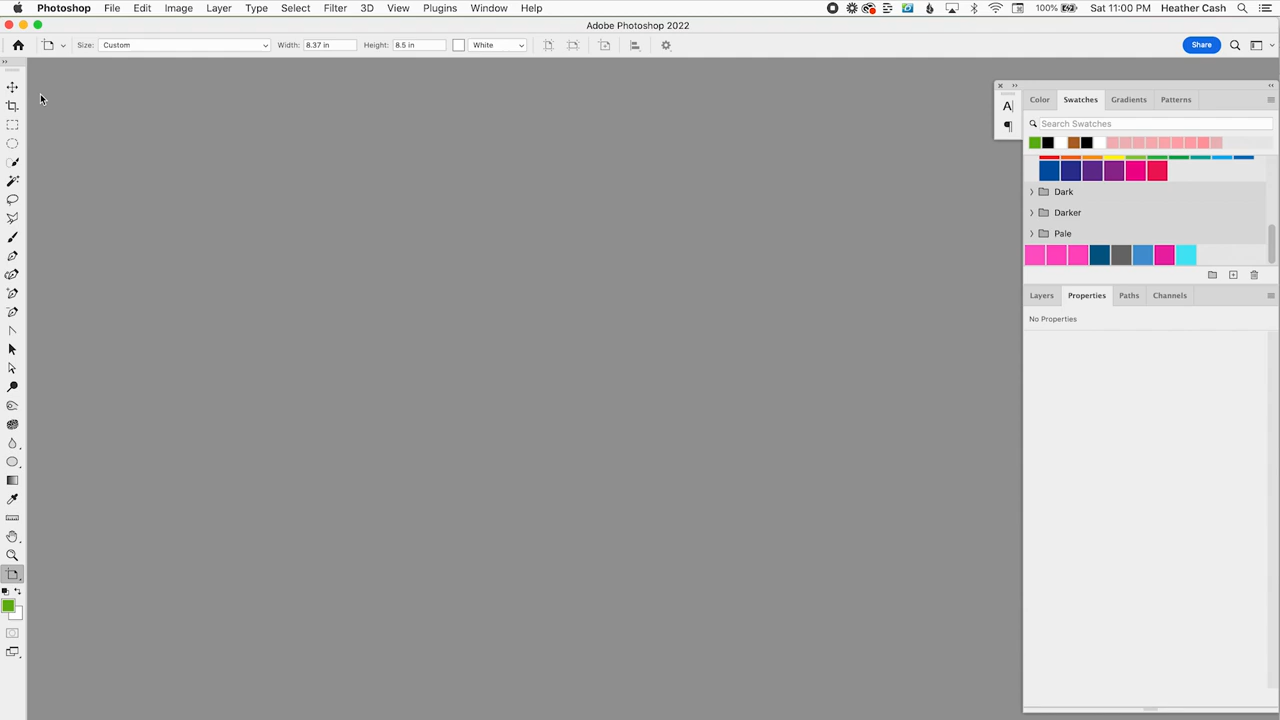 Photoshop File Edit Image Layer Type Select Filter 3D View Plugins Window Help 100% Sat 11:00 PM Heather Cash
Adobe Photoshop 2022
Size: Custom Width: 8.37 in Height: 8.5 in White Share
Color Swatches Gradients Patterns
A
¶
Search Swatches
Dark
Darker
Pale
Layers Properties Paths Channels
No Properties